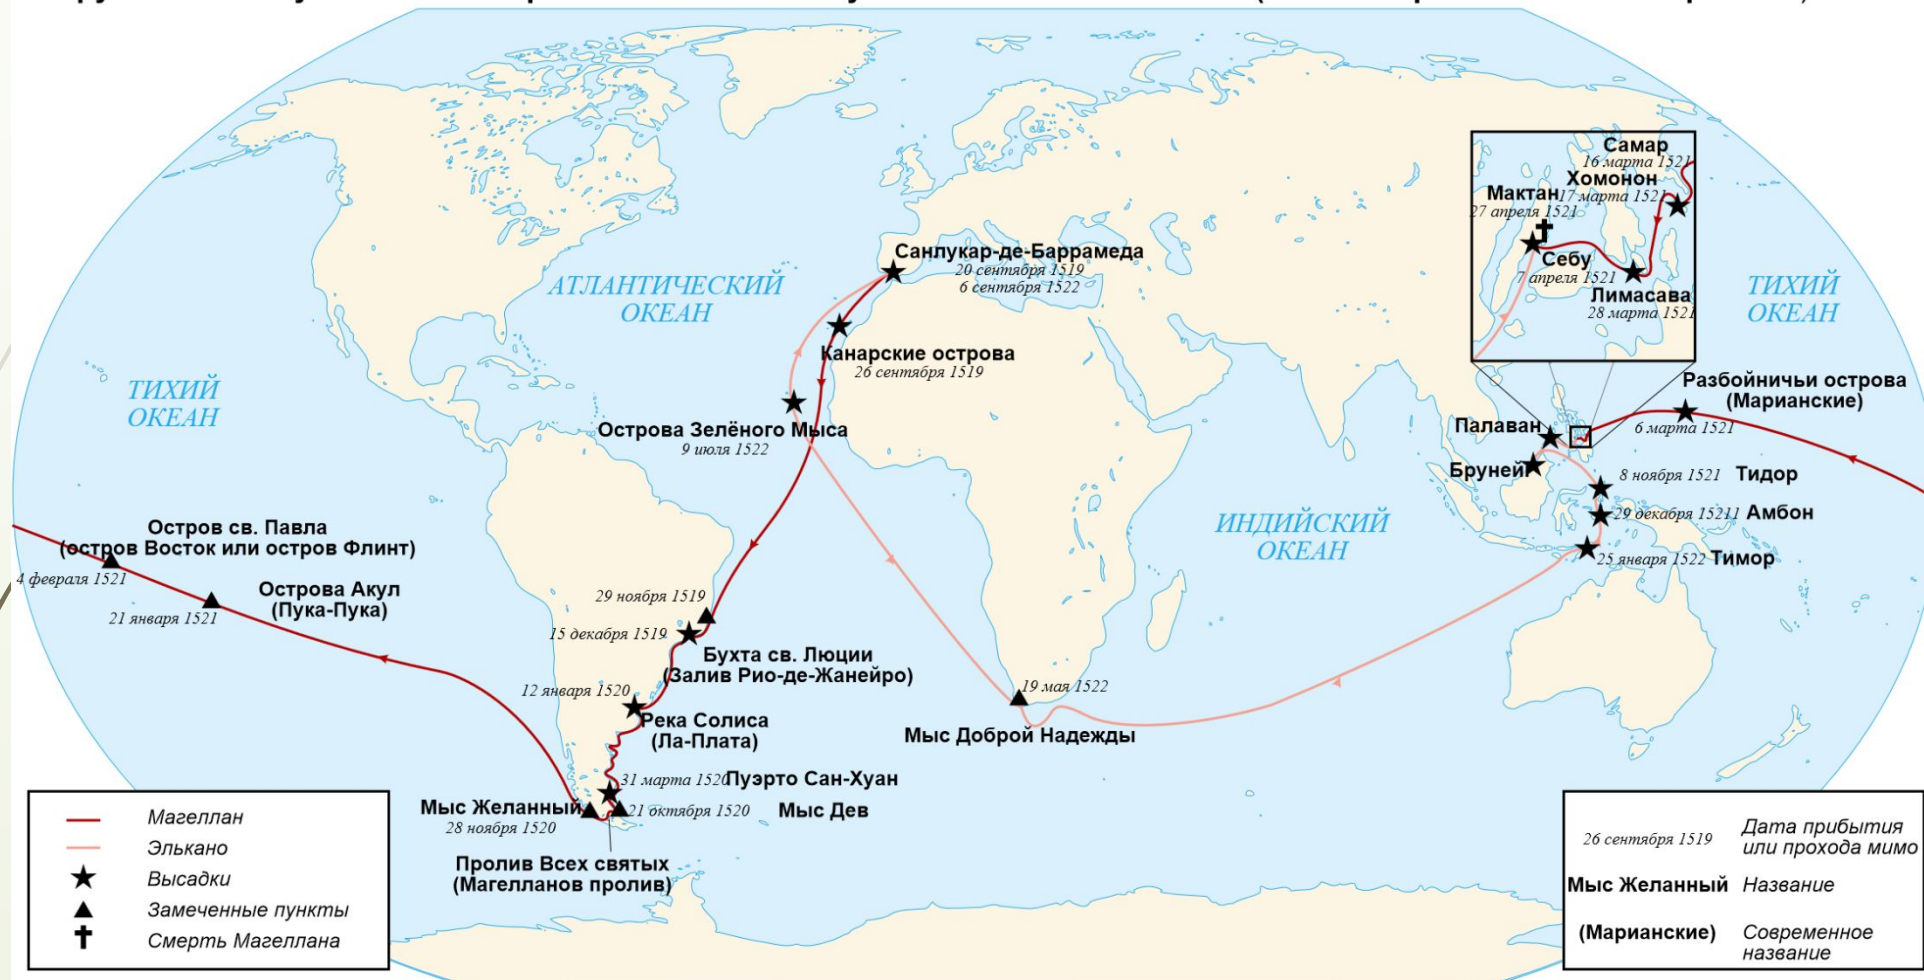 Самар
16 марта 1521
Хомонон
17 марта 1521
Мактан
27 апреля 1521
Себу
7 апреля 1521
Лимасава
28 марта 1521
Санлукар-де-Баррамеда
20 сентября 1519
6 сентября 1522
АТЛАНТИЧЕСКИЙ
ОКЕАН
ТИХИЙ
ОКЕАН
Канарские острова
26 сентября 1519
ТИХИЙ
ОКЕАН
Разбойничьи острова
(Марианские)
6 марта 1521
Острова Зелёного Мыса
9 июля 1522
Палаван
Бруней
8 ноября 1521 Тидор
29 декабря 15211 Амбон
25 января 1522 Тимор
ИНДИЙСКИЙ
ОКЕАН
Остров св. Павла
(остров Восток или остров Флинт)
4 февраля 1521
Острова Акул
(Пука-Пука)
21 января 1521
29 ноября 1519
15 декабря 1519
Бухта св. Люции
(Залив Рио-де-Жанейро)
12 января 1520
Река Солиса
(Ла-Плата)
19 мая 1522
Мыс Доброй Надежды
31 марта 1520 Пуэрто Сан-Хуан
21 октября 1520 Мыс Дев
Мыс Желанный
28 ноября 1520
Пролив Всех святых
(Магелланов пролив)
Магеллан
Элькано
Высадки
Замеченные пункты
Смерть Магеллана
26 сентября 1519 Дата прибытия
или прохода мимо
Мыс Желанный Название
(Марианские) Современное
название